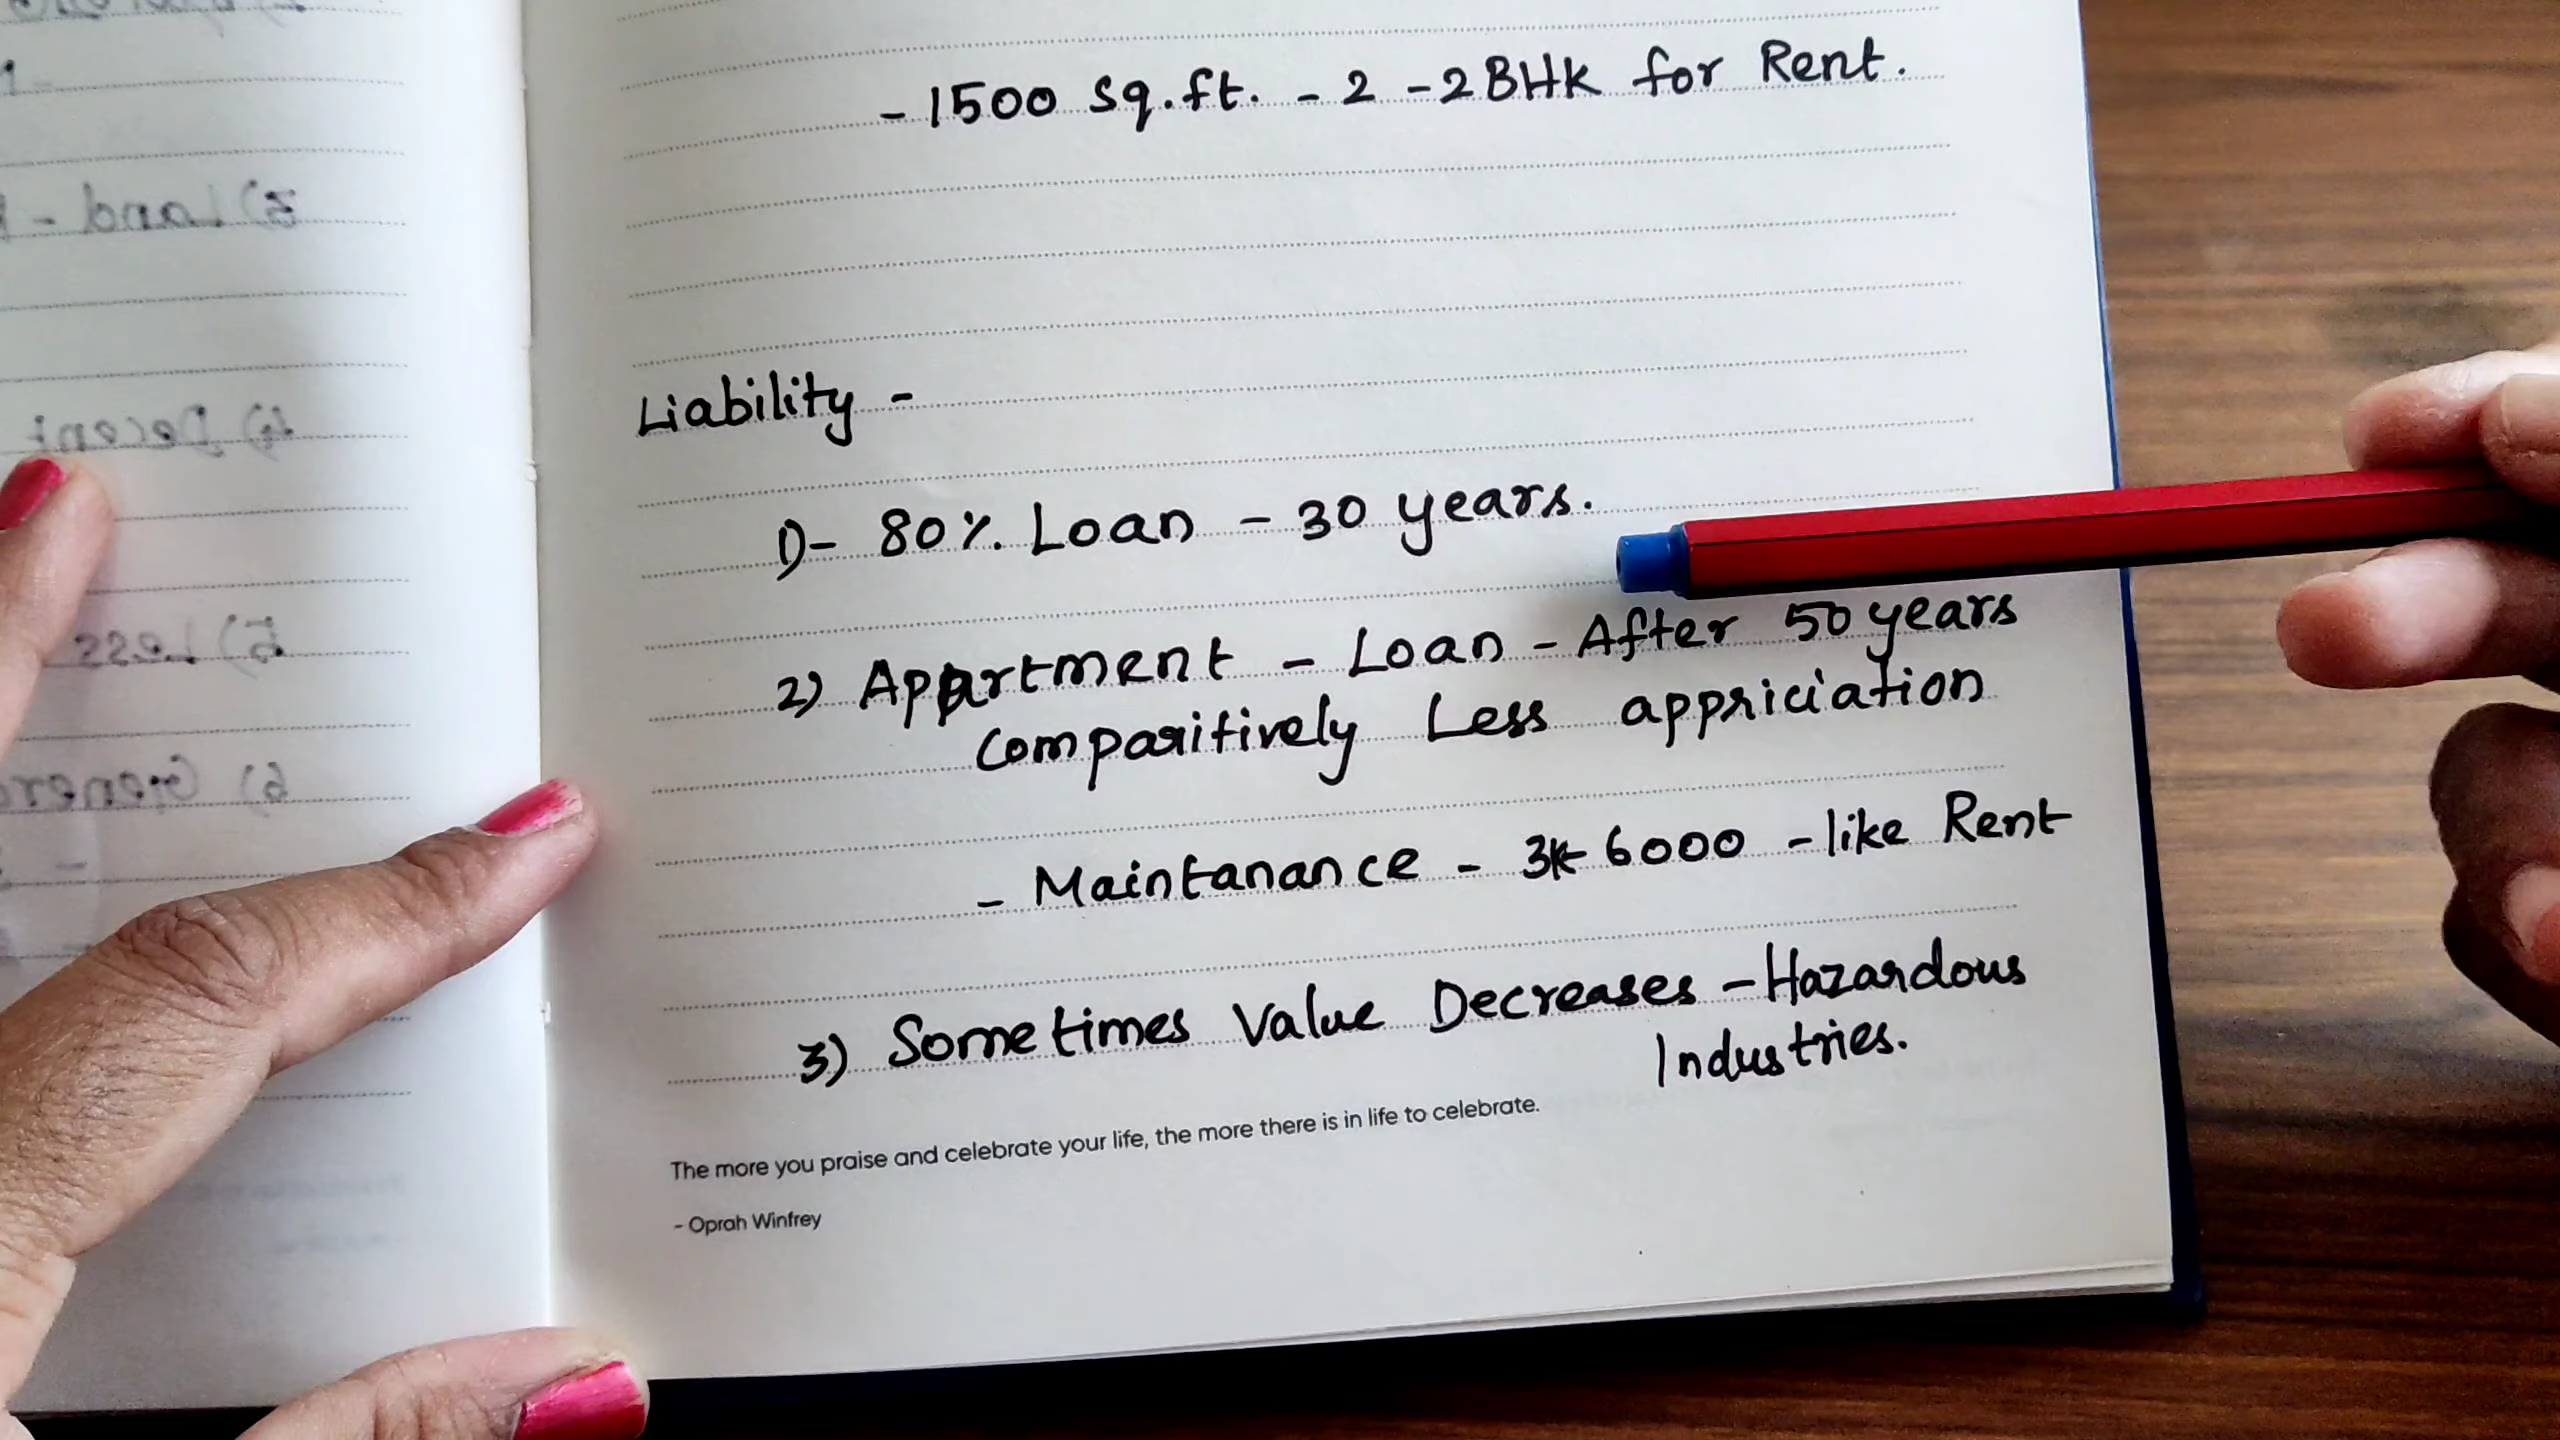 - 1500 sq.ft. - 2 - 2BHK for Rent.
Liability -
1)- 80% Loan - 30 years.
2) Appartment - Loan - After 50 years
comparitively Less appriciation
- Maintanance - 3k-6000 - like Rent
3) Sometimes Value Decreases - Hazardous
Industries.
The more you praise and celebrate your life, the more there is in life to celebrate.
- Oprah Winfrey